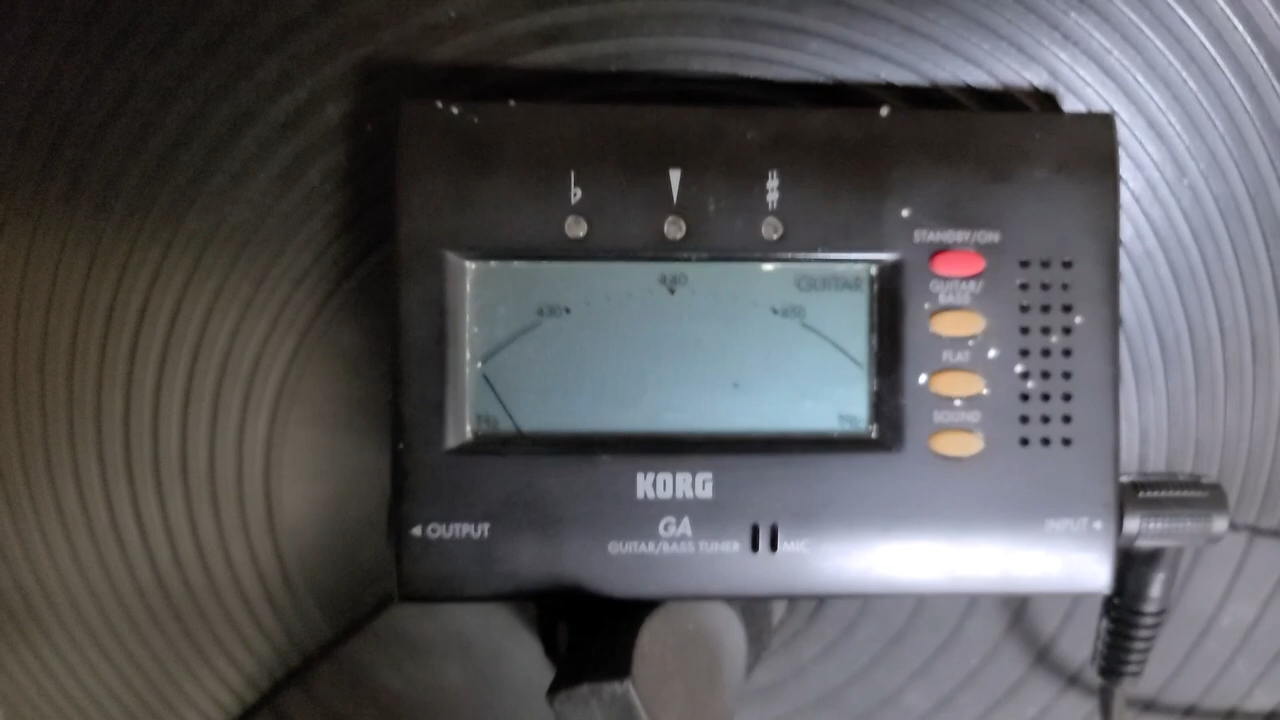 ♭ ▼ #
STANDBY/ON
440
GUITAR
430
450
GUITAR/
BASS
FLAT
SOUND
KORG
◀ OUTPUT
GA
INPUT ◀
GUITAR/BASS TUNER
MIC